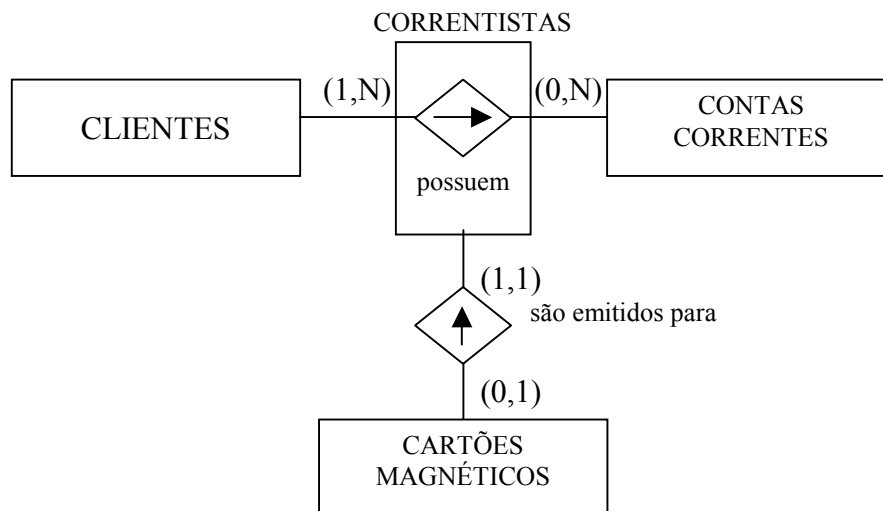 CORRENTISTAS
(1,N)
(0,N)
CLIENTES
CONTAS
CORRENTES
possuem
(1,1)
são emitidos para
(0,1)
CARTÕES
MAGNÉTICOS